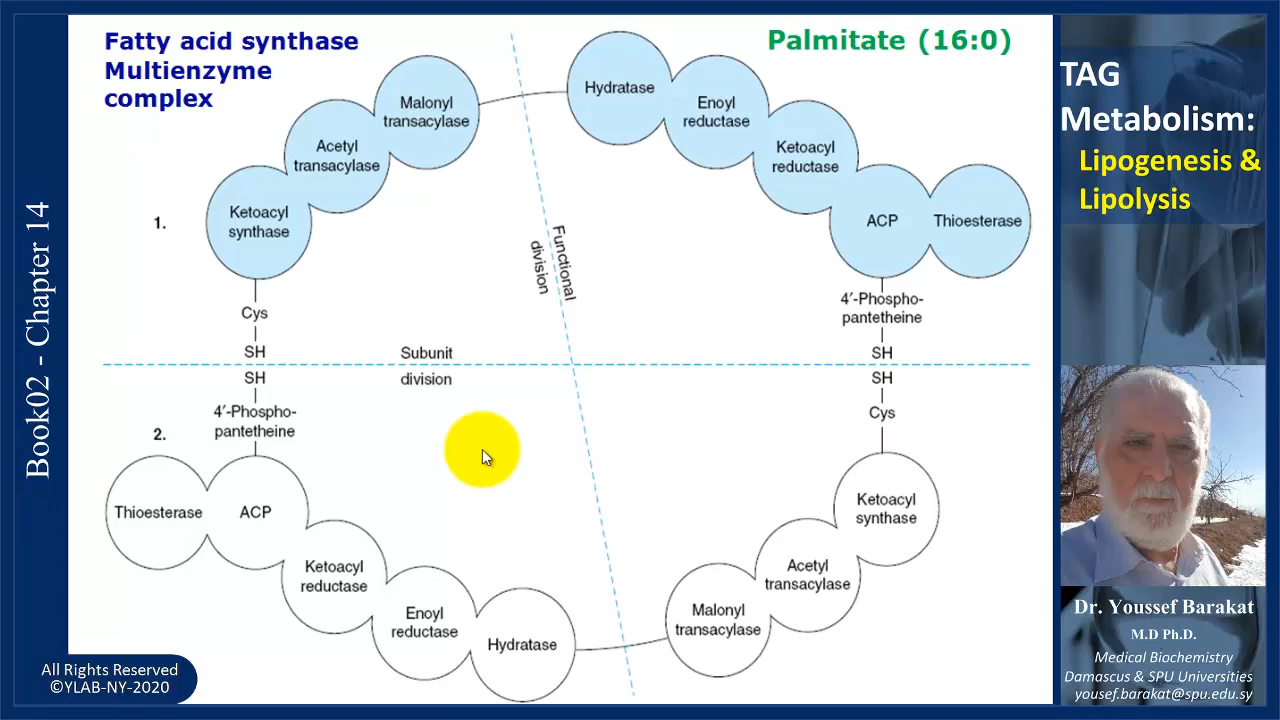 Fatty acid synthase
Multienzyme
complex
Palmitate (16:0)
Malonyl
transacylase
Acetyl
transacylase
Ketoacyl
synthase
Hydratase
Enoyl
reductase
Ketoacyl
reductase
ACP
Thioesterase
1.
Functional
division
Cys
SH
4′-Phospho-
pantetheine
SH
Subunit
division
SH
4′-Phospho-
pantetheine
SH
Cys
2.
Thioesterase
ACP
Ketoacyl
reductase
Enoyl
reductase
Hydratase
Ketoacyl
synthase
Acetyl
transacylase
Malonyl
transacylase
Book02 - Chapter 14
All Rights Reserved
©YLAB-NY-2020
TAG
Metabolism:
Lipogenesis &
Lipolysis
Dr. Youssef Barakat
M.D Ph.D.
Medical Biochemistry
Damascus & SPU Universities
yousef.barakat@spu.edu.sy